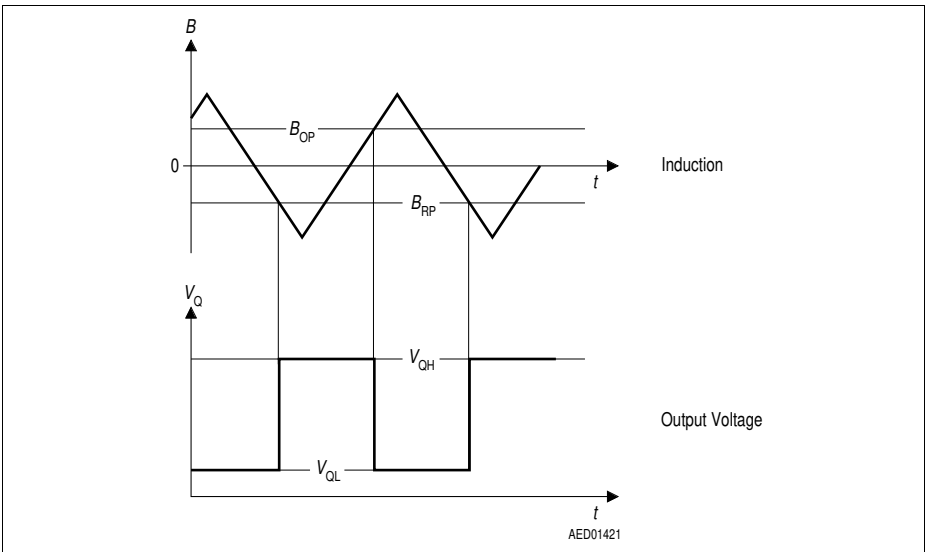 B
B_OP
0
t
Induction
B_RP
V_Q
V_QH
Output Voltage
V_QL
t
AED01421